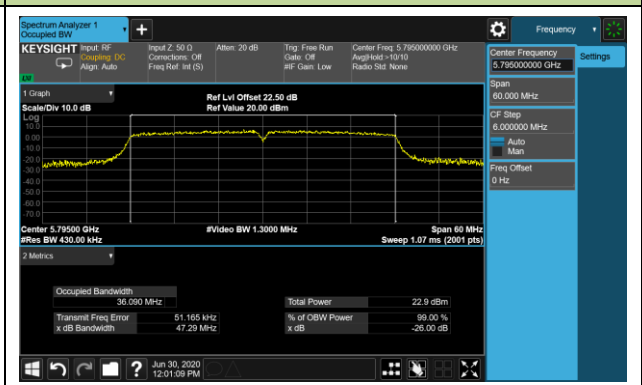 Spectrum Analyzer 1
Occupied BW
Frequency
KEYSIGHT
Input: RF
Coupling: DC
Align: Auto
Input Z: 50 Ω
Corrections: Off
Freq Ref: Int (S)
Atten: 20 dB
Trig: Free Run
Gate: Off
#IF Gain: Low
Center Freq: 5.795000000 GHz
Avg|Hold:>10/10
Radio Std: None
LXI
1 Graph
Scale/Div 10.0 dB
Ref Lvl Offset 22.50 dB
Ref Value 20.00 dBm
Log
10.0
0.00
-10.0
-20.0
-30.0
-40.0
-50.0
-60.0
-70.0
Center 5.79500 GHz
#Res BW 430.00 kHz
#Video BW 1.3000 MHz
Span 60 MHz
Sweep 1.07 ms (2001 pts)
2 Metrics
Occupied Bandwidth
36.090 MHz
Total Power
22.9 dBm
Transmit Freq Error
51.165 kHz
% of OBW Power
99.00 %
x dB Bandwidth
47.29 MHz
x dB
-26.00 dB
Center Frequency
5.795000000 GHz
Settings
Span
60.000 MHz
CF Step
6.000000 MHz
Auto
Man
Freq Offset
0 Hz
Jun 30, 2020
12:01:09 PM